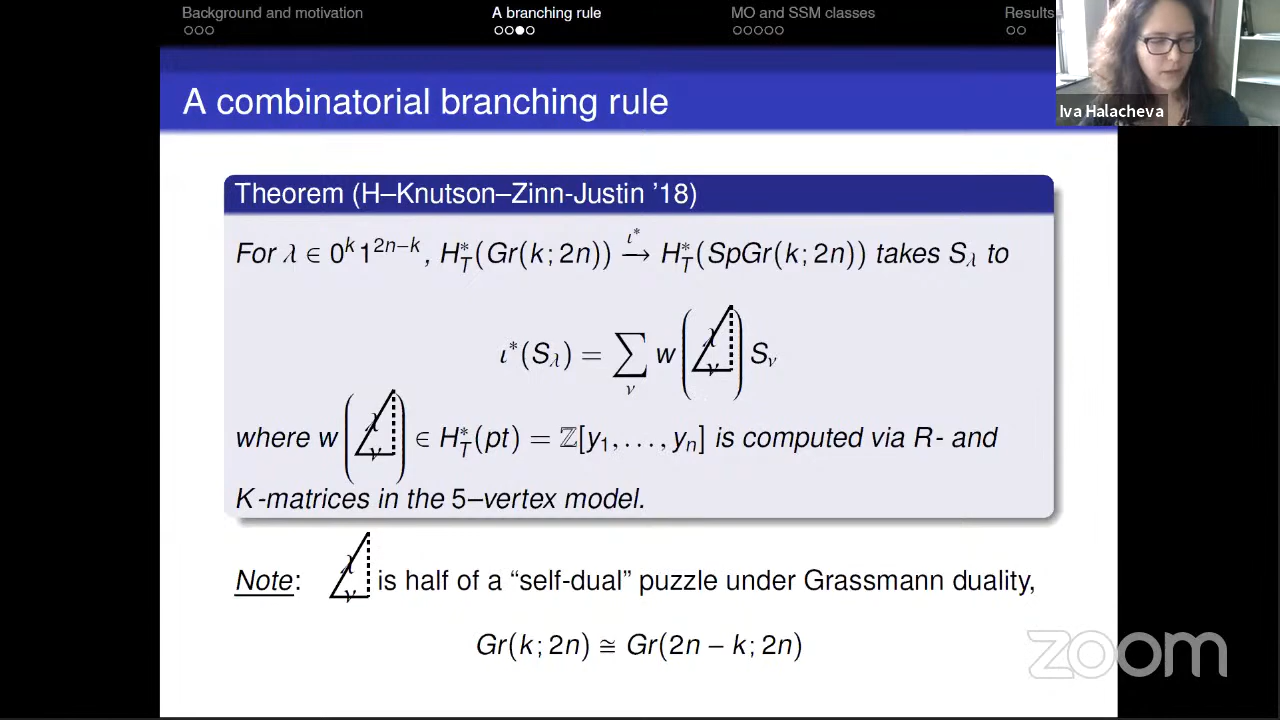 Background and motivation
A branching rule
MO and SSM classes
Results
Iva Halacheva
A combinatorial branching rule
Theorem (H–Knutson–Zinn-Justin '18)
For λ ∈ 0^k 1^{2n−k}, H*_T(Gr(k; 2n)) →^{ι*} H*_T(SpGr(k; 2n)) takes S_λ to
ι*(S_λ) = ∑_ν w(λ ν) S_ν
where w(λ ν) ∈ H*_T(pt) = ℤ[y_1, . . . , y_n] is computed via R- and
K-matrices in the 5–vertex model.
Note: λ ν is half of a “self-dual” puzzle under Grassmann duality,
Gr(k; 2n) ≅ Gr(2n − k; 2n)
zoom